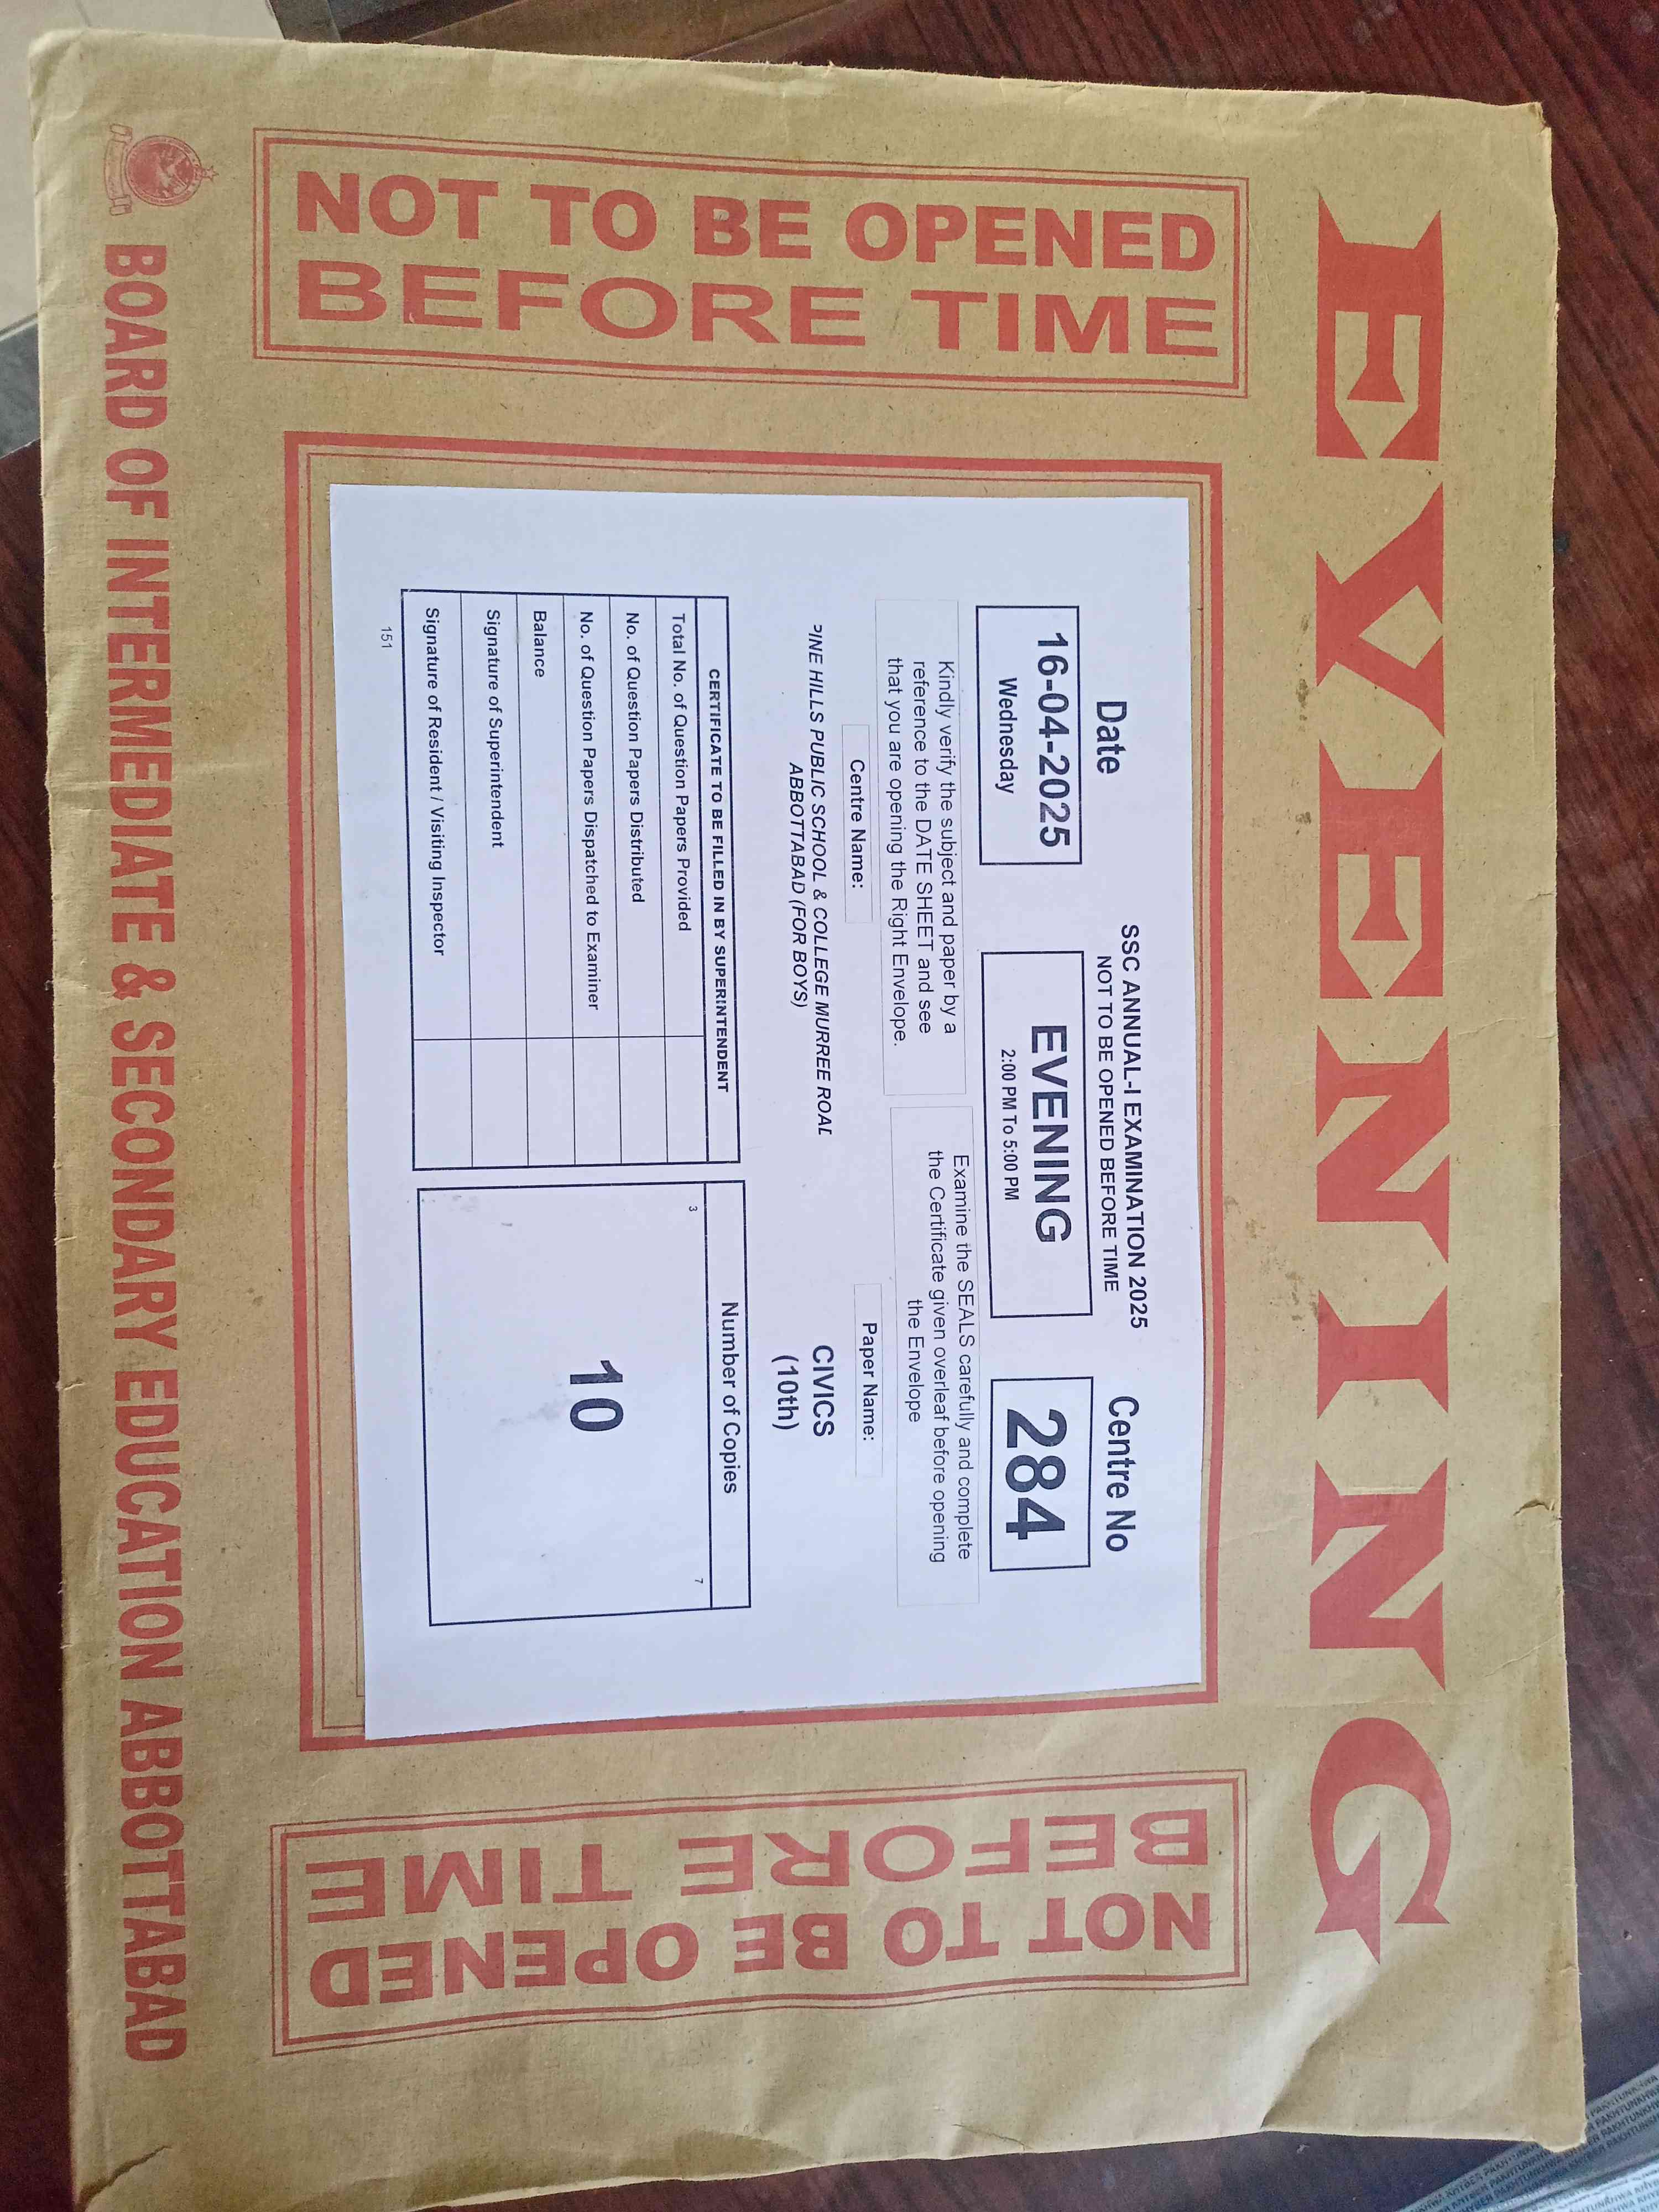 EVENING
NOT TO BE OPENED
BEFORE TIME
Date
16-04-2025
Wednesday
SSC ANNUAL-I EXAMINATION 2025
NOT TO BE OPENED BEFORE TIME
EVENING
2:00 PM To 5:00 PM
Centre No
284
Kindly verify the subject and paper by a
reference to the DATE SHEET and see
that you are opening the Right Envelope.
Examine the SEALS carefully and complete
the Certificate given overleaf before opening
the Envelope
Centre Name:
PINE HILLS PUBLIC SCHOOL & COLLEGE MURREE ROAD
ABBOTTABAD (FOR BOYS)
Paper Name:
CIVICS
(10th)
CERTIFICATE TO BE FILLED IN BY SUPERINTENDENT
Total No. of Question Papers Provided
No. of Question Papers Distributed
No. of Question Papers Dispatched to Examiner
Balance
Signature of Superintendent
Signature of Resident / Visiting Inspector
151
Number of Copies
3
7
10
NOT TO BE OPENED
BEFORE TIME
BOARD OF INTERMEDIATE & SECONDARY EDUCATION ABBOTTABAD